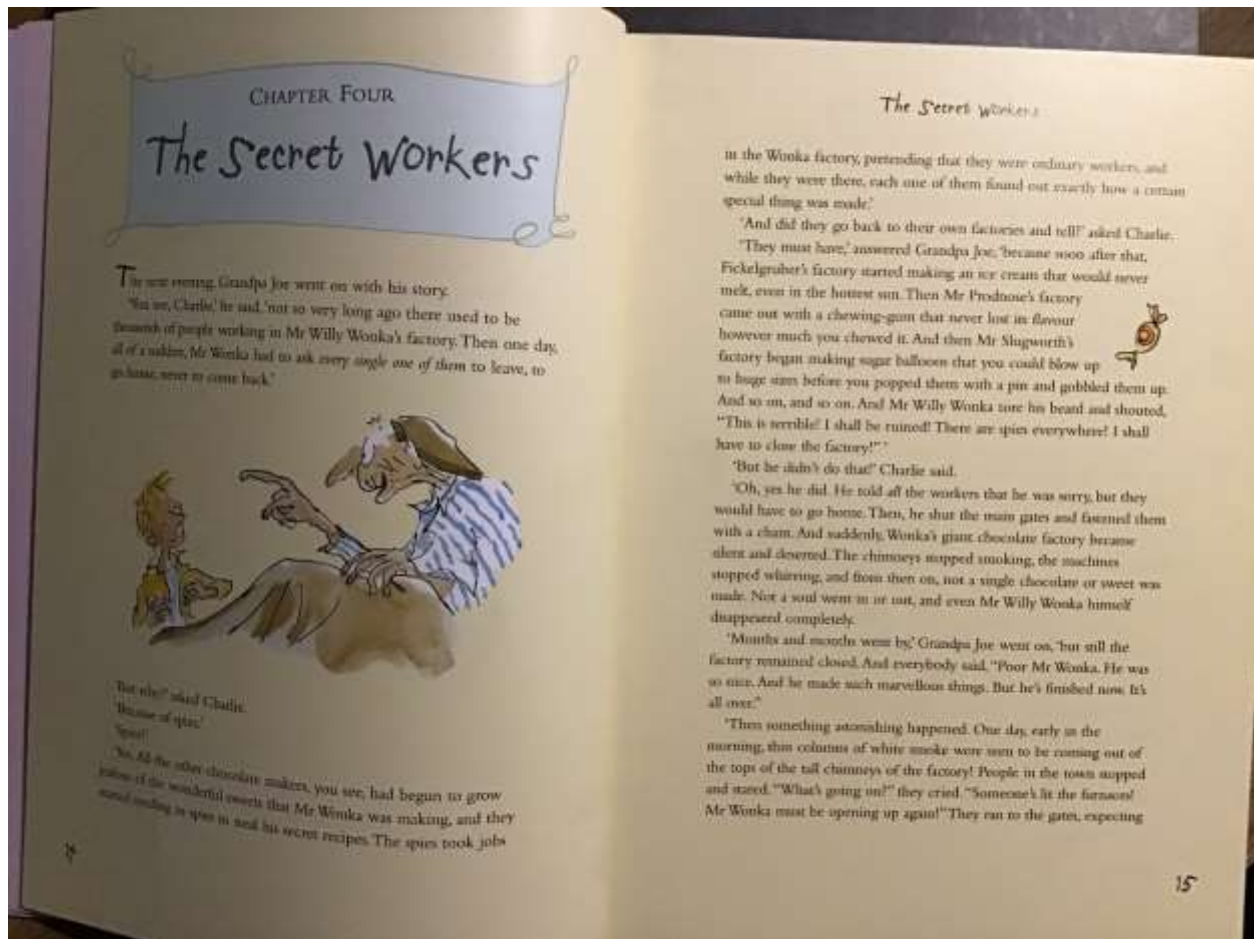 CHAPTER FOUR
The Secret Workers
The next evening, Grandpa Joe went on with his story.
'You see, Charlie,' he said, 'not so very long ago there used to be
thousands of people working in Mr Willy Wonka's factory. Then one day,
all of a sudden, Mr Wonka had to ask every single one of them to leave, to
go home, never to come back.'
'But why?' asked Charlie.
'Because of spies.'
'Spies?'
'Yes. All the other chocolate makers, you see, had begun to grow
jealous of the wonderful sweets that Mr Wonka was making, and they
started sending in spies to steal his secret recipes. The spies took jobs
14
The Secret Workers
in the Wonka factory, pretending that they were ordinary workers, and
while they were there, each one of them found out exactly how a certain
special thing was made.'
'And did they go back to their own factories and tell?' asked Charlie.
'They must have,' answered Grandpa Joe, 'because soon after that,
Fickelgruber's factory started making an ice cream that would never
melt, even in the hottest sun. Then Mr Prodnose's factory
came out with a chewing-gum that never lost its flavour
however much you chewed it. And then Mr Slugworth's
factory began making sugar balloons that you could blow up
to huge sizes before you popped them with a pin and gobbled them up.
And so on, and so on. And Mr Willy Wonka tore his beard and shouted,
"This is terrible! I shall be ruined! There are spies everywhere! I shall
have to close the factory!" '
'But he didn't do that!' Charlie said.
'Oh, yes he did. He told all the workers that he was sorry, but they
would have to go home. Then, he shut the main gates and fastened them
with a chain. And suddenly, Wonka's giant chocolate factory became
silent and deserted. The chimneys stopped smoking, the machines
stopped whirring, and from then on, not a single chocolate or sweet was
made. Not a soul went in or out, and even Mr Willy Wonka himself
disappeared completely.
'Months and months went by,' Grandpa Joe went on, 'but still the
factory remained closed. And everybody said, "Poor Mr Wonka. He was
so nice. And he made such marvellous things. But he's finished now. It's
all over."
'Then something astonishing happened. One day, early in the
morning, thin columns of white smoke were seen to be coming out of
the tops of the tall chimneys of the factory! People in the town stopped
and stared. "What's going on?" they cried. "Someone's lit the furnaces!
Mr Wonka must be opening up again!" They ran to the gates, expecting
15